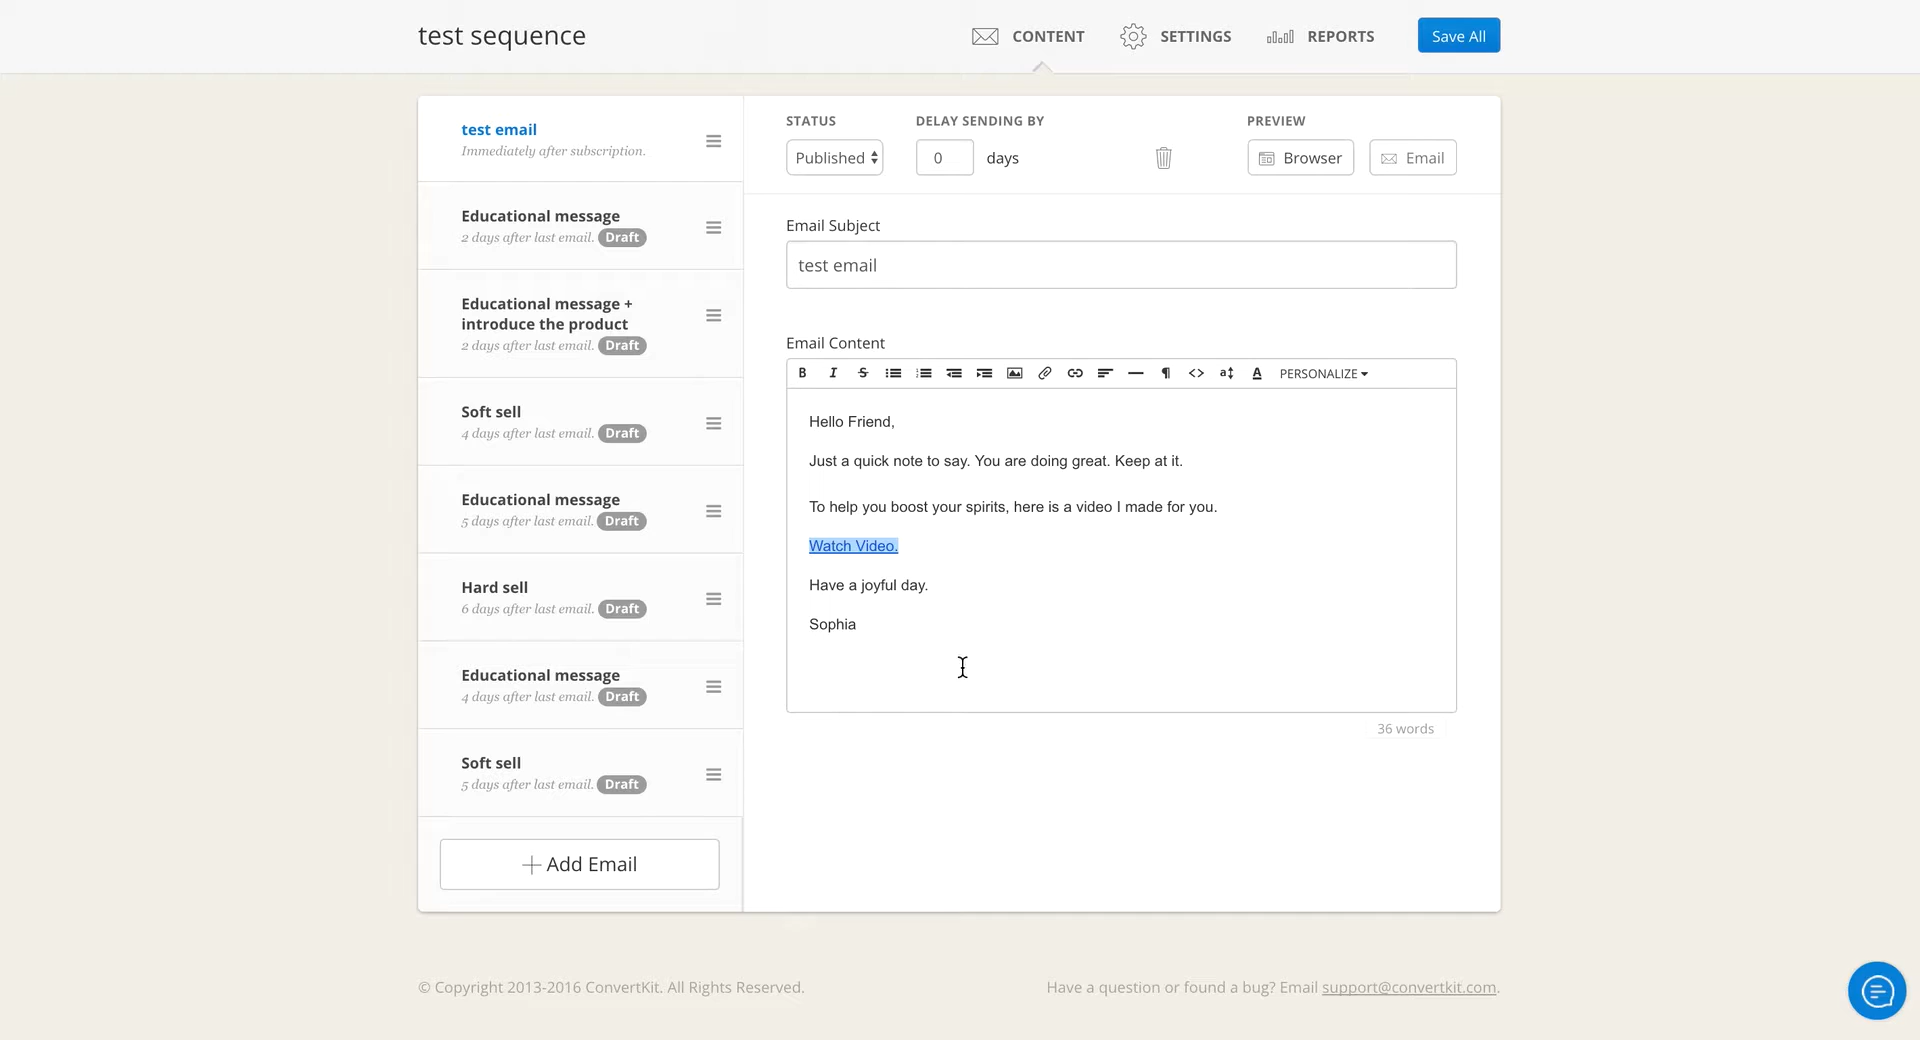 test sequence
CONTENT
SETTINGS
REPORTS
Save All
test email
Immediately after subscription.
Educational message
2 days after last email. Draft
Educational message +
introduce the product
2 days after last email. Draft
Soft sell
4 days after last email. Draft
Educational message
5 days after last email. Draft
Hard sell
6 days after last email. Draft
Educational message
4 days after last email. Draft
Soft sell
5 days after last email. Draft
Add Email
STATUS
DELAY SENDING BY
PREVIEW
Published
0 days
Browser
Email
Email Subject
test email
Email Content
PERSONALIZE
Hello Friend,
Just a quick note to say. You are doing great. Keep at it.
To help you boost your spirits, here is a video I made for you.
Watch Video.
Have a joyful day.
Sophia
36 words
© Copyright 2013-2016 ConvertKit. All Rights Reserved.
Have a question or found a bug? Email support@convertkit.com.